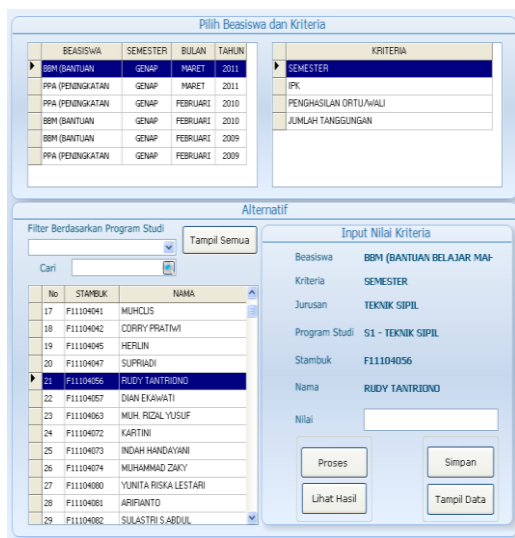 Pilih Beasiswa dan Kriteria
BEASISWA SEMESTER BULAN TAHUN
BBM (BANTUAN GENAP MARET 2011
PPA (PENINGKATAN GENAP MARET 2011
PPA (PENINGKATAN GENAP FEBRUARI 2010
BBM (BANTUAN GENAP FEBRUARI 2010
BBM (BANTUAN GENAP FEBRUARI 2009
PPA (PENINGKATAN GENAP FEBRUARI 2009
KRITERIA
SEMESTER
IPK
PENGHASILAN ORTU/WALI
JUMLAH TANGGUNGAN
Alternatif
Filter Berdasarkan Program Studi
Tampil Semua
Cari
No STAMBUK NAMA
17 F11104041 MUHCLIS
18 F11104042 CORRY PRATIWI
19 F11104045 HERLIN
20 F11104047 SUPRIADI
21 F11104056 RUDY TANTRIONO
22 F11104057 DIAN EKAWATI
23 F11104063 MUH. RIZAL YUSUF
24 F11104072 KARTINI
25 F11104073 INDAH HANDAYANI
26 F11104074 MUHAMMAD ZAKY
27 F11104080 YUNITA RISKA LESTARI
28 F11104081 ARIFIANTO
29 F11104082 SULASTRI S.ABDUL
Input Nilai Kriteria
Beasiswa BBM (BANTUAN BELAJAR MAH
Kriteria SEMESTER
Jurusan TEKNIK SIPIL
Program Studi S1 - TEKNIK SIPIL
Stambuk F11104056
Nama RUDY TANTRIONO
Nilai
Proses Simpan
Lihat Hasil Tampil Data